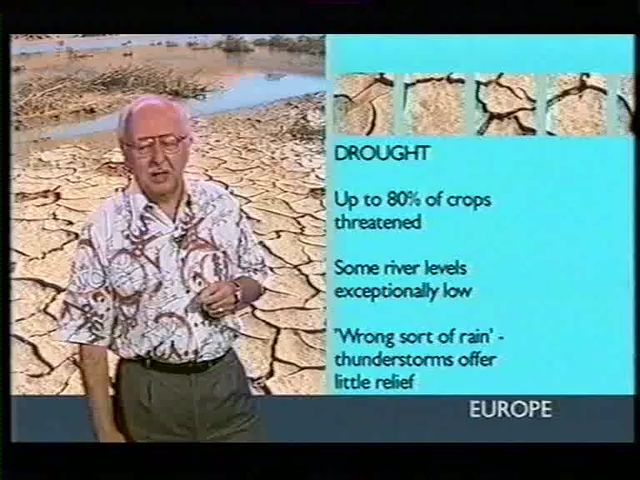 DROUGHT
Up to 80% of crops
threatened
Some river levels
exceptionally low
'Wrong sort of rain' -
thunderstorms offer
little relief
EUROPE